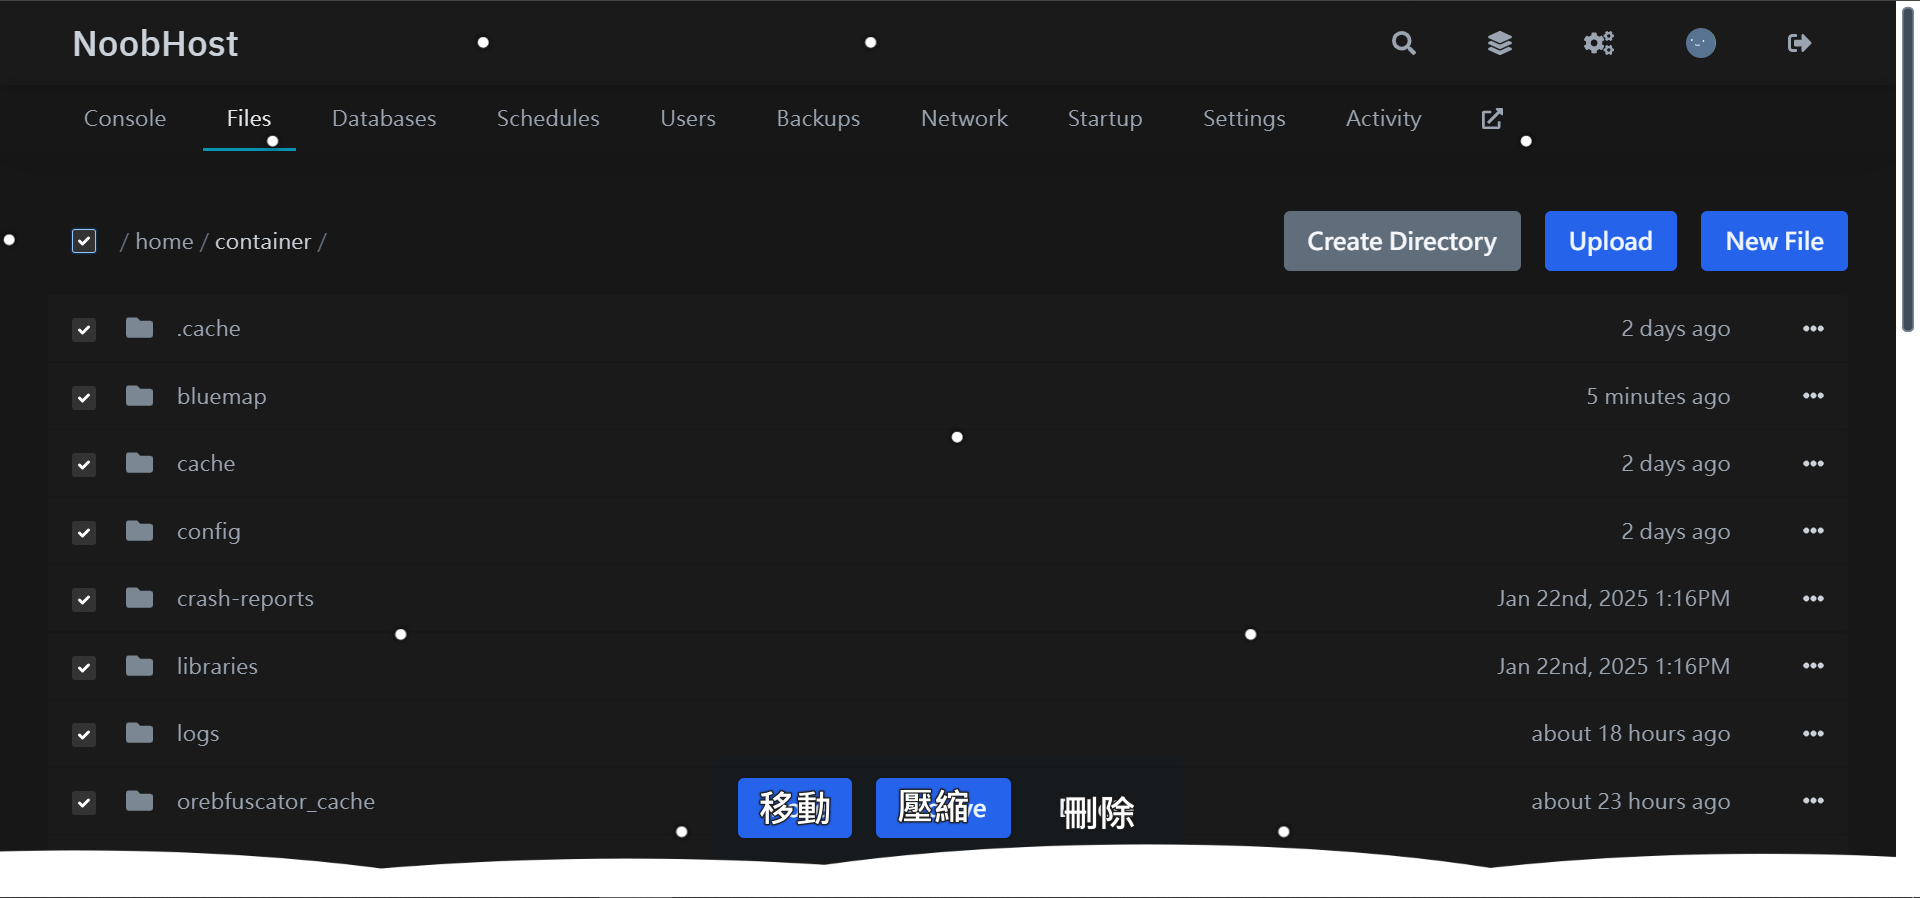 NoobHost
Console Files Databases Schedules Users Backups Network Startup Settings Activity
/ home / container / Create Directory Upload New File
.cache 2 days ago
bluemap 5 minutes ago
cache 2 days ago
config 2 days ago
crash-reports Jan 22nd, 2025 1:16PM
libraries Jan 22nd, 2025 1:16PM
logs about 18 hours ago
orebfuscator_cache about 23 hours ago
移動 壓縮 刪除